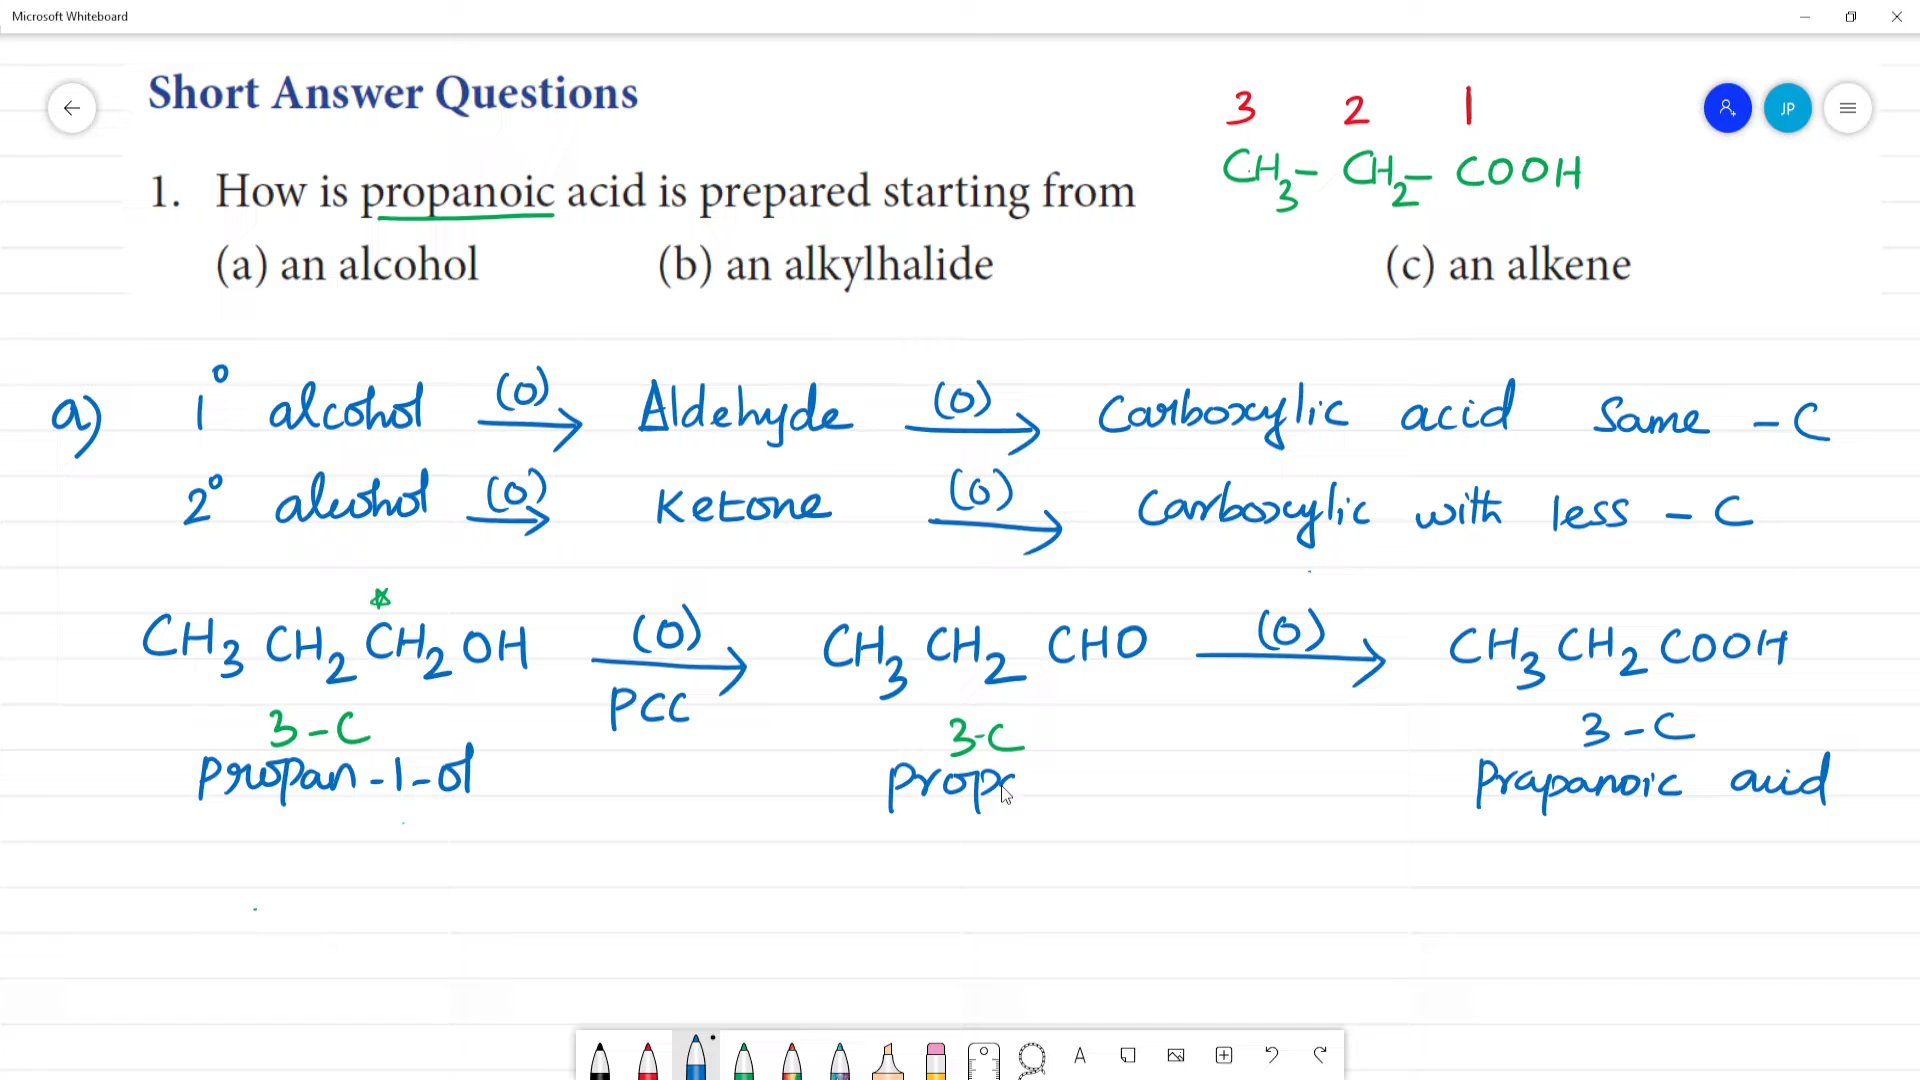 Microsoft Whiteboard
Short Answer Questions
3 2 1
CH3 - CH2 - COOH
JP
1. How is propanoic acid is prepared starting from
(a) an alcohol (b) an alkylhalide (c) an alkene
a) 1° alcohol (O) → Aldehyde (O) → Carboxylic acid Same - C
2° alcohol (O) → Ketone (O) → Carboxylic with less - C
CH3 CH2 CH2 OH (O) → CH3 CH2 CHO (O) → CH3 CH2 COOH
PCC
3-C 3-C 3-C
Propan-1-ol Propa Prapanoic acid
A